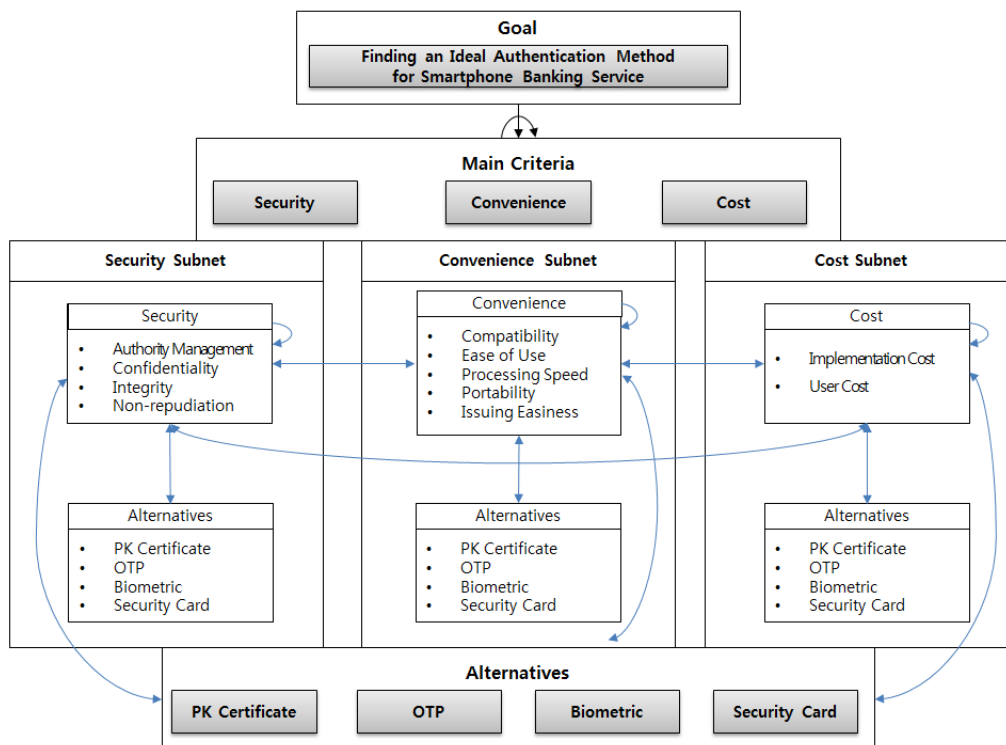 Goal
Finding an Ideal Authentication Method
for Smartphone Banking Service
Main Criteria
Security
Convenience
Cost
Security Subnet
Security
• Authority Management
• Confidentiality
• Integrity
• Non-repudiation
Alternatives
• PK Certificate
• OTP
• Biometric
• Security Card
Convenience Subnet
Convenience
• Compatibility
• Ease of Use
• Processing Speed
• Portability
• Issuing Easiness
Alternatives
• PK Certificate
• OTP
• Biometric
• Security Card
Cost Subnet
Cost
• Implementation Cost
• User Cost
Alternatives
• PK Certificate
• OTP
• Biometric
• Security Card
Alternatives
PK Certificate
OTP
Biometric
Security Card